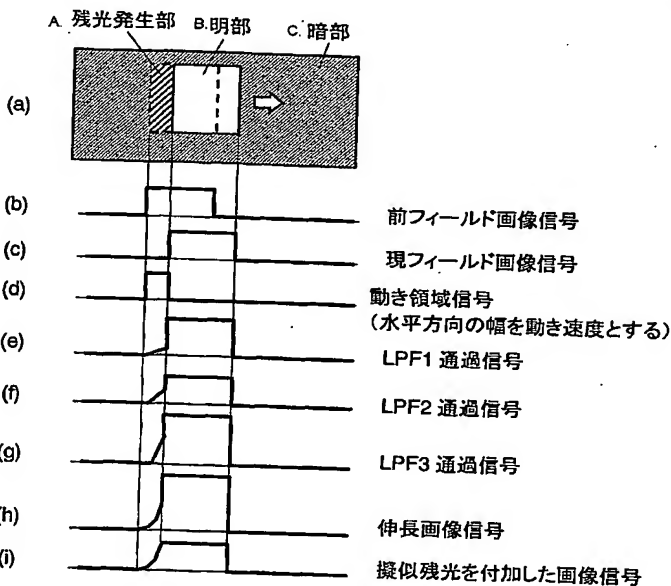 A. 残光発生部 B.明部 C.暗部
(a)
(b) 前フィールド画像信号
(c) 現フィールド画像信号
(d) 動き領域信号
(水平方向の幅を動き速度とする)
(e) LPF1 通過信号
(f) LPF2 通過信号
(g) LPF3 通過信号
(h) 伸長画像信号
(i) 擬似残光を付加した画像信号